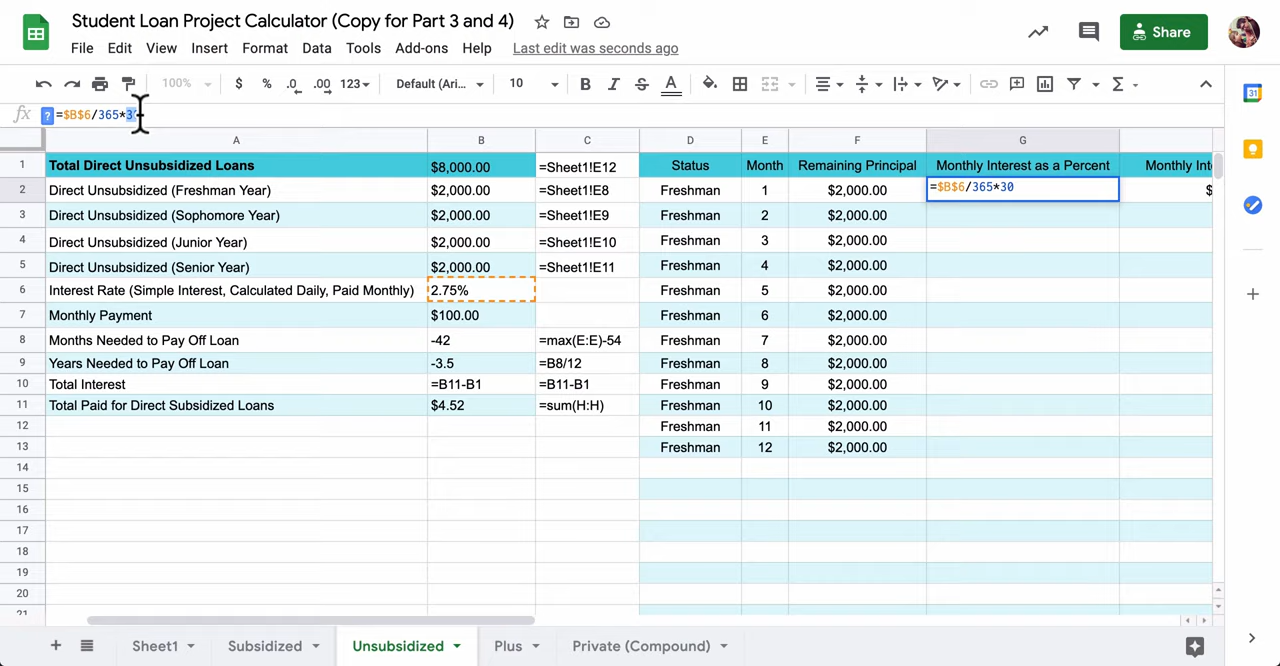 Student Loan Project Calculator (Copy for Part 3 and 4)
File Edit View Insert Format Data Tools Add-ons Help Last edit was seconds ago
Share
100% $ % .0 .00 123 Default (Ari... 10 B I S A
fx ? =$B$6/365*
A B C D E F G
1 Total Direct Unsubsidized Loans $8,000.00 =Sheet1!E12 Status Month Remaining Principal Monthly Interest as a Percent Monthly Int
2 Direct Unsubsidized (Freshman Year) $2,000.00 =Sheet1!E8 Freshman 1 $2,000.00 =$B$6/365*30 $
3 Direct Unsubsidized (Sophomore Year) $2,000.00 =Sheet1!E9 Freshman 2 $2,000.00
4 Direct Unsubsidized (Junior Year) $2,000.00 =Sheet1!E10 Freshman 3 $2,000.00
5 Direct Unsubsidized (Senior Year) $2,000.00 =Sheet1!E11 Freshman 4 $2,000.00
6 Interest Rate (Simple Interest, Calculated Daily, Paid Monthly) 2.75% Freshman 5 $2,000.00
7 Monthly Payment $100.00 Freshman 6 $2,000.00
8 Months Needed to Pay Off Loan -42 =max(E:E)-54 Freshman 7 $2,000.00
9 Years Needed to Pay Off Loan -3.5 =B8/12 Freshman 8 $2,000.00
10 Total Interest =B11-B1 =B11-B1 Freshman 9 $2,000.00
11 Total Paid for Direct Subsidized Loans $4.52 =sum(H:H) Freshman 10 $2,000.00
12 Freshman 11 $2,000.00
13 Freshman 12 $2,000.00
14
15
16
17
18
19
20
21
Sheet1 Subsidized Unsubsidized Plus Private (Compound)
31